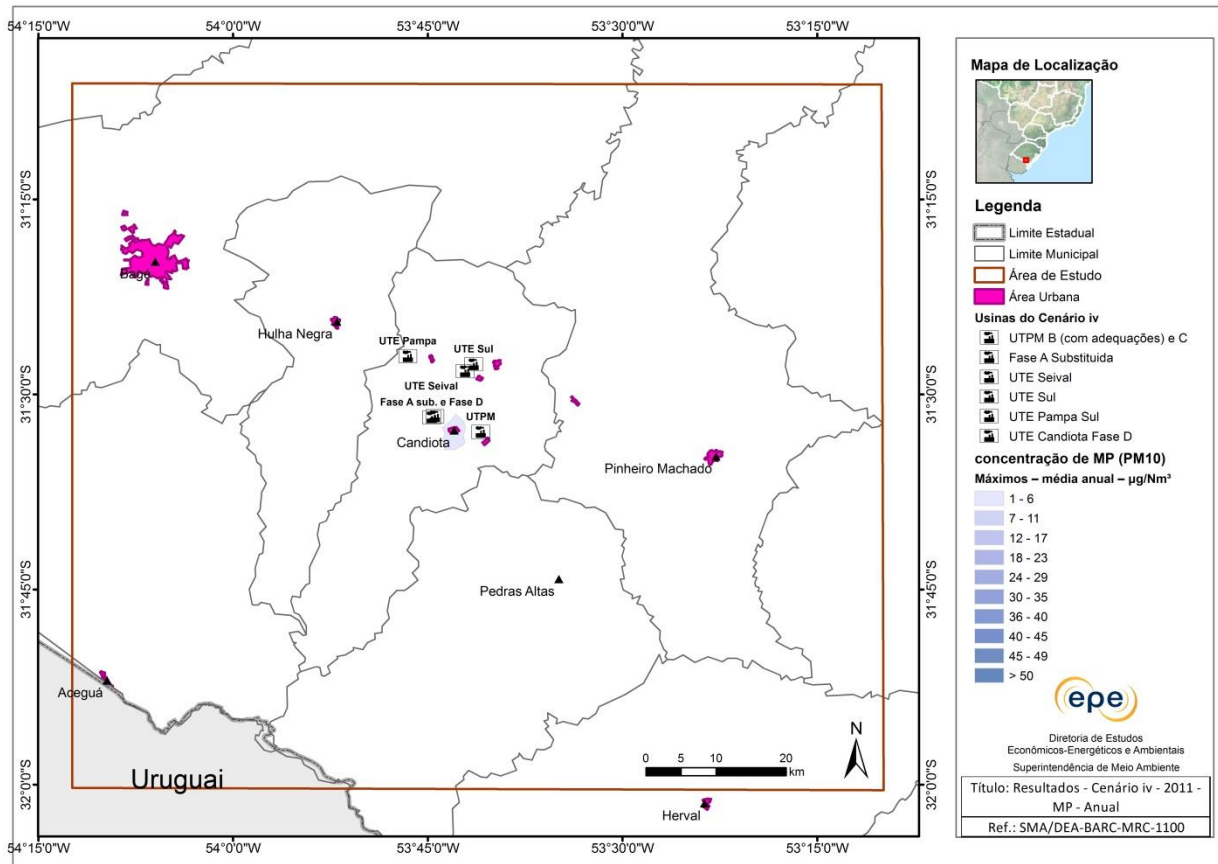 54°15'0"W 54°0'0"W 53°45'0"W 53°30'0"W 53°15'0"W
31°15'0"S 31°15'0"S
Bagé
Hulha Negra
UTE Pampa
UTE Sul
UTE Seival
31°30'0"S 31°30'0"S
Fase A sub. e Fase D
UTPM
Candiota
Pinheiro Machado
31°45'0"S 31°45'0"S
Pedras Altas
Aceguá
N
0 5 10 20
km
Uruguai
32°0'0"S 32°0'0"S
Herval
54°15'0"W 54°0'0"W 53°45'0"W 53°30'0"W 53°15'0"W
Mapa de Localização
Legenda
Limite Estadual
Limite Municipal
Área de Estudo
Área Urbana
Usinas do Cenário iv
UTPM B (com adequações) e C
Fase A Substituida
UTE Seival
UTE Sul
UTE Pampa Sul
UTE Candiota Fase D
concentração de MP (PM10)
Máximos – média anual – µg/Nm³
1 - 6
7 - 11
12 - 17
18 - 23
24 - 29
30 - 35
36 - 40
40 - 45
45 - 49
> 50
epe
Diretoria de Estudos
Econômicos-Energéticos e Ambientais
Superintendência de Meio Ambiente
Título: Resultados - Cenário iv - 2011 -
MP - Anual
Ref.: SMA/DEA-BARC-MRC-1100